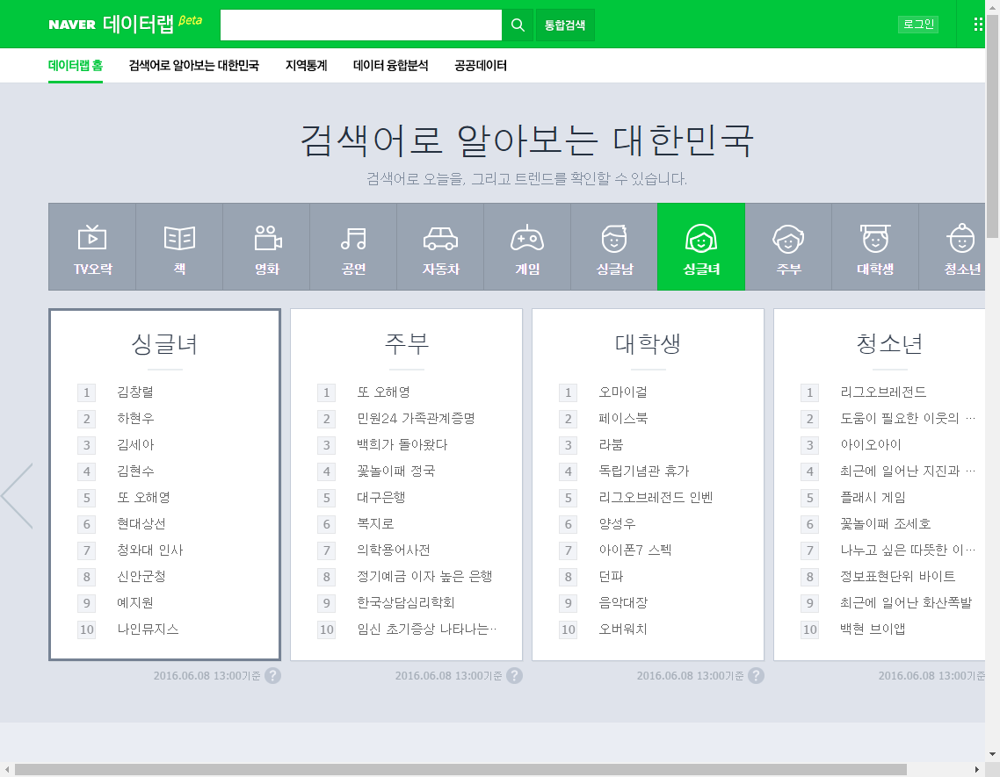 NAVER 데이터랩 βeta
통합검색
로그인
데이터랩 홈 검색어로 알아보는 대한민국 지역통계 데이터 융합분석 공공데이터
검색어로 알아보는 대한민국
검색어로 오늘을, 그리고 트렌드를 확인할 수 있습니다.
TV오락 책 영화 공연 자동차 게임 싱글남 싱글녀 주부 대학생 청소년
싱글녀
1 김창렬
2 하현우
3 김세아
4 김현수
5 또 오해영
6 현대상선
7 청와대 인사
8 신안군청
9 예지원
10 나인뮤지스
2016.06.08 13:00기준 ?
주부
1 또 오해영
2 민원24 가족관계증명
3 백희가 돌아왔다
4 꽃놀이패 정국
5 대구은행
6 복지로
7 의학용어사전
8 정기예금 이자 높은 은행
9 한국상담심리학회
10 임신 초기증상 나타나는…
2016.06.08 13:00기준 ?
대학생
1 오마이걸
2 페이스북
3 라붐
4 독립기념관 휴가
5 리그오브레전드 인벤
6 양성우
7 아이폰7 스펙
8 던파
9 음악대장
10 오버워치
2016.06.08 13:00기준 ?
청소년
1 리그오브레전드
2 도움이 필요한 이웃의 …
3 아이오아이
4 최근에 일어난 지진과 …
5 플래시 게임
6 꽃놀이패 조세호
7 나누고 싶은 따뜻한 이…
8 정보표현단위 바이트
9 최근에 일어난 화산폭발
10 백현 브이앱
2016.06.08 13:00기준